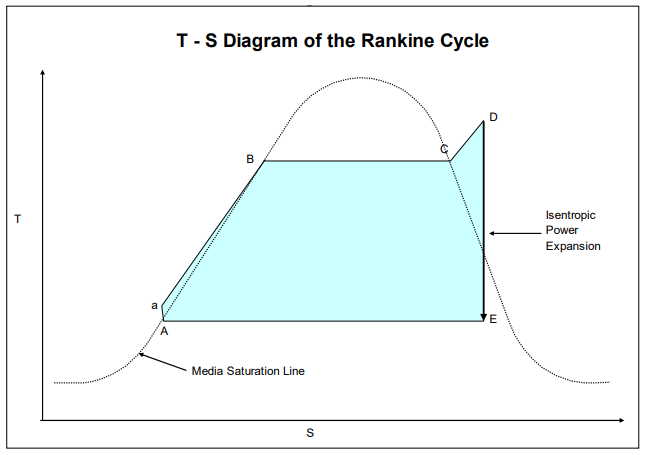 T - S Diagram of the Rankine Cycle
D
C
B
Isentropic
Power
Expansion
T
a
A
E
Media Saturation Line
S